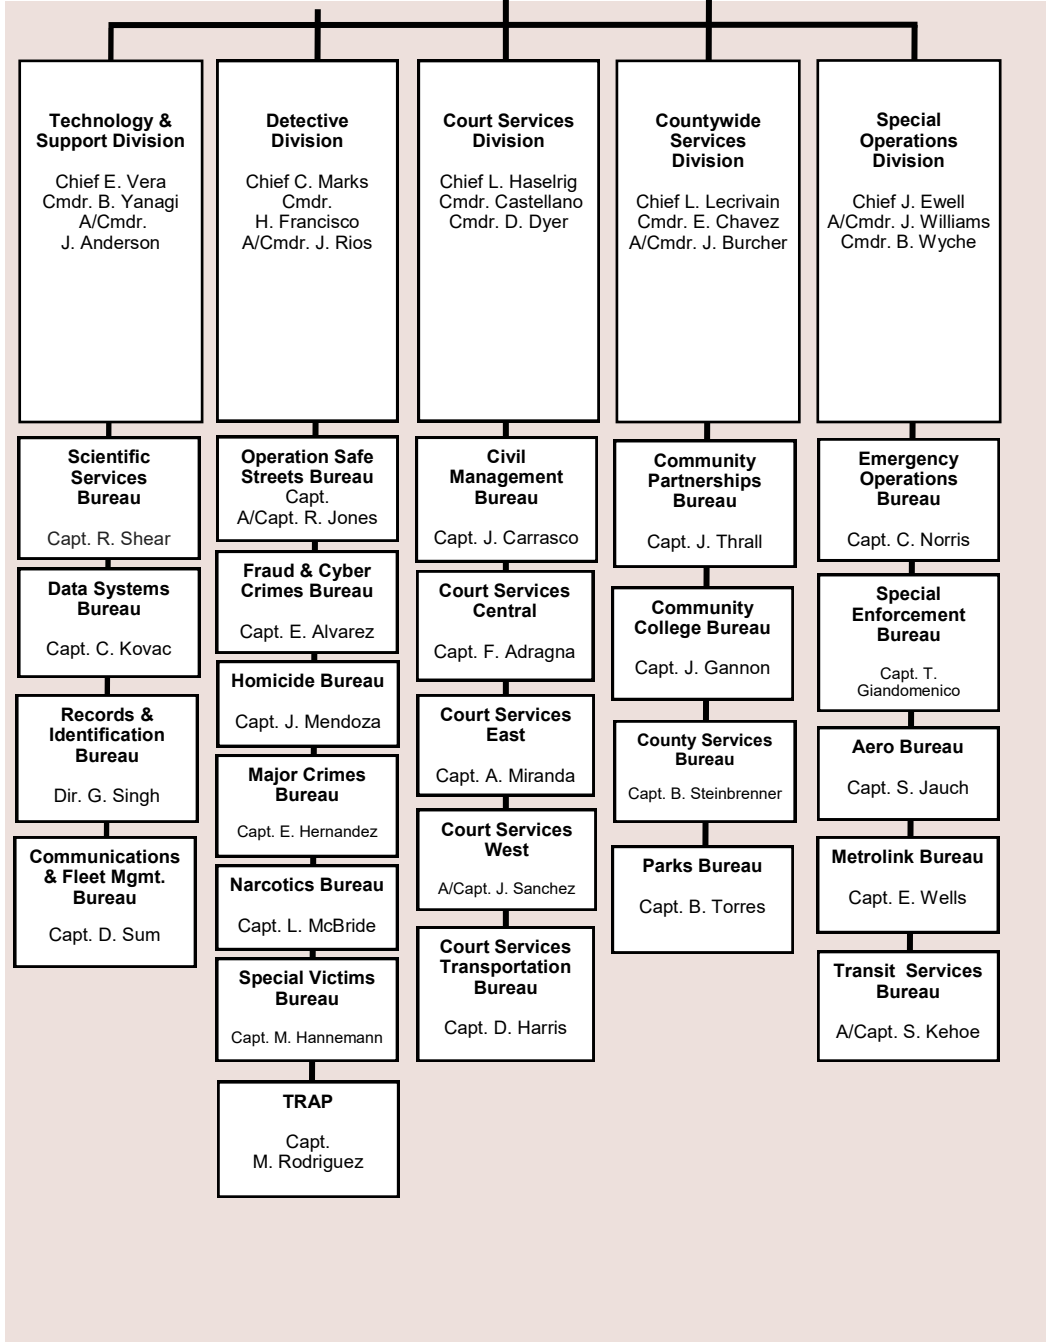 Technology &
Support Division
Chief E. Vera
Cmdr. B. Yanagi
A/Cmdr.
J. Anderson
Scientific
Services
Bureau
Capt. R. Shear
Data Systems
Bureau
Capt. C. Kovac
Records &
Identification
Bureau
Dir. G. Singh
Communications
& Fleet Mgmt.
Bureau
Capt. D. Sum
Detective
Division
Chief C. Marks
Cmdr.
H. Francisco
A/Cmdr. J. Rios
Operation Safe
Streets Bureau
Capt.
A/Capt. R. Jones
Fraud & Cyber
Crimes Bureau
Capt. E. Alvarez
Homicide Bureau
Capt. J. Mendoza
Major Crimes
Bureau
Capt. E. Hernandez
Narcotics Bureau
Capt. L. McBride
Special Victims
Bureau
Capt. M. Hannemann
TRAP
Capt.
M. Rodriguez
Court Services
Division
Chief L. Haselrig
Cmdr. Castellano
Cmdr. D. Dyer
Civil
Management
Bureau
Capt. J. Carrasco
Court Services
Central
Capt. F. Adragna
Court Services
East
Capt. A. Miranda
Court Services
West
A/Capt. J. Sanchez
Court Services
Transportation
Bureau
Capt. D. Harris
Countywide
Services
Division
Chief L. Lecrivain
Cmdr. E. Chavez
A/Cmdr. J. Burcher
Community
Partnerships
Bureau
Capt. J. Thrall
Community
College Bureau
Capt. J. Gannon
County Services
Bureau
Capt. B. Steinbrenner
Parks Bureau
Capt. B. Torres
Special
Operations
Division
Chief J. Ewell
A/Cmdr. J. Williams
Cmdr. B. Wyche
Emergency
Operations
Bureau
Capt. C. Norris
Special
Enforcement
Bureau
Capt. T.
Giandomenico
Aero Bureau
Capt. S. Jauch
Metrolink Bureau
Capt. E. Wells
Transit  Services
Bureau
A/Capt. S. Kehoe